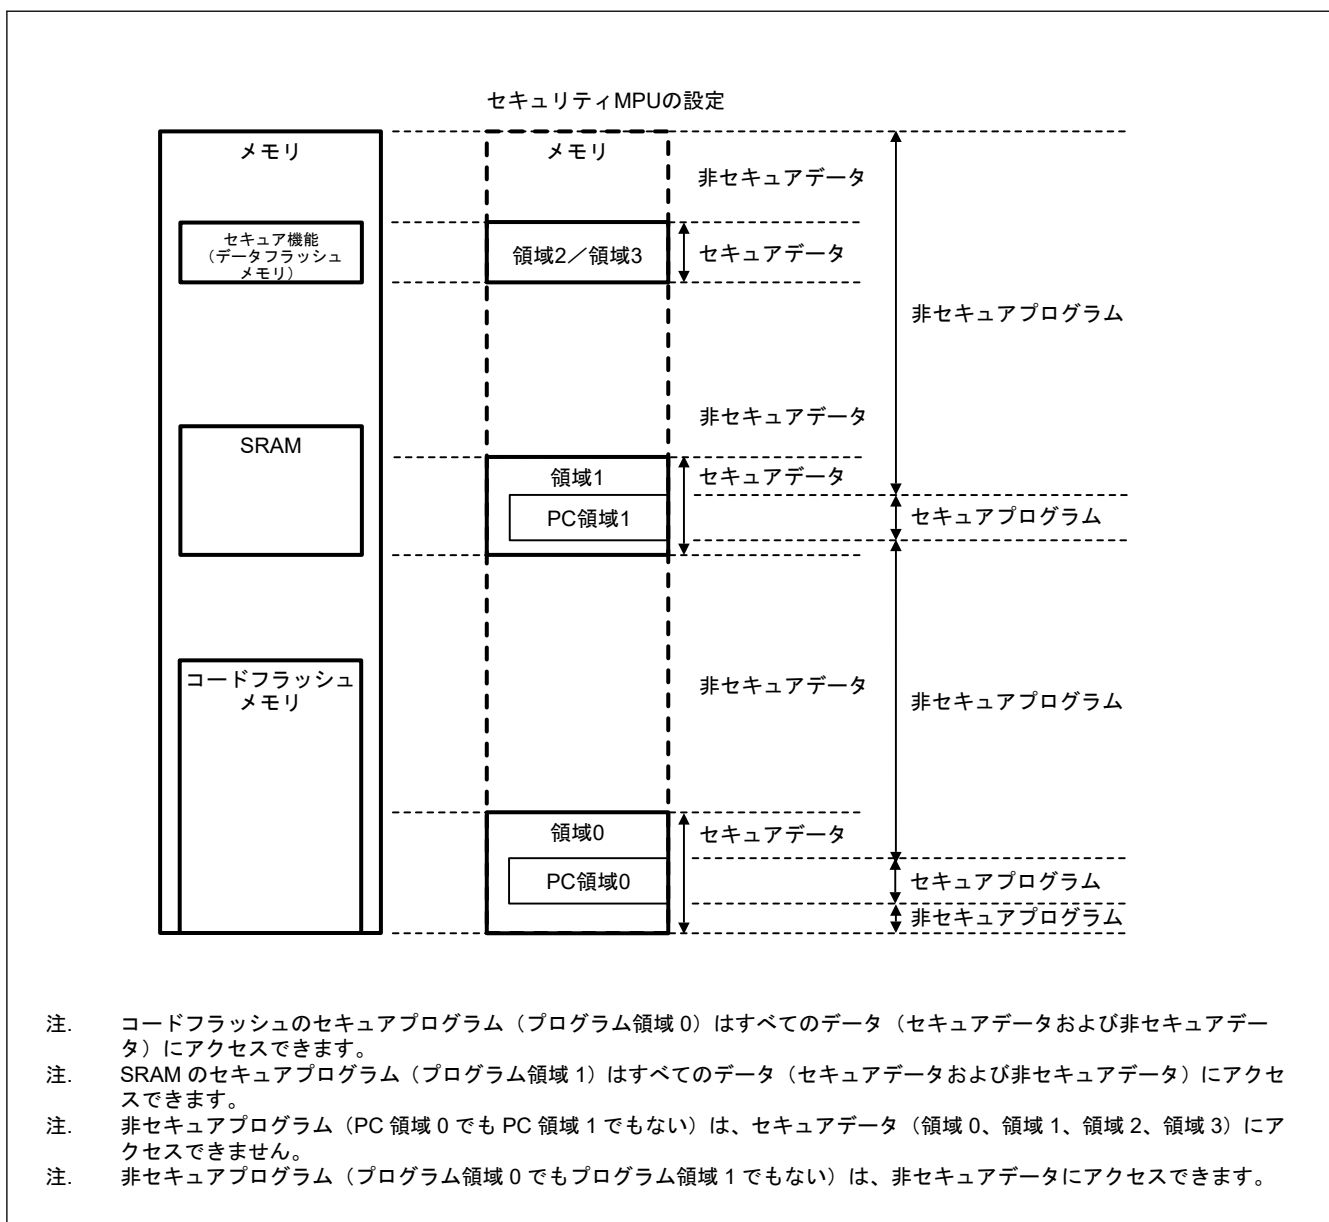 セキュリティMPUの設定
メモリ
メモリ
非セキュアデータ
セキュア機能
（データフラッシュ
メモリ）
領域2／領域3
セキュアデータ
非セキュアプログラム
非セキュアデータ
SRAM
領域1
セキュアデータ
PC領域1
セキュアプログラム
コードフラッシュ
メモリ
非セキュアデータ
非セキュアプログラム
領域0
セキュアデータ
PC領域0
セキュアプログラム
非セキュアプログラム
注. コードフラッシュのセキュアプログラム（プログラム領域 0）はすべてのデータ（セキュアデータおよび非セキュアデー
タ）にアクセスできます。
注. SRAM のセキュアプログラム（プログラム領域 1）はすべてのデータ（セキュアデータおよび非セキュアデータ）にアクセ
スできます。
注. 非セキュアプログラム（PC 領域 0 でも PC 領域 1 でもない）は、セキュアデータ（領域 0、領域 1、領域 2、領域 3）にア
クセスできません。
注. 非セキュアプログラム（プログラム領域 0 でもプログラム領域 1 でもない）は、非セキュアデータにアクセスできます。